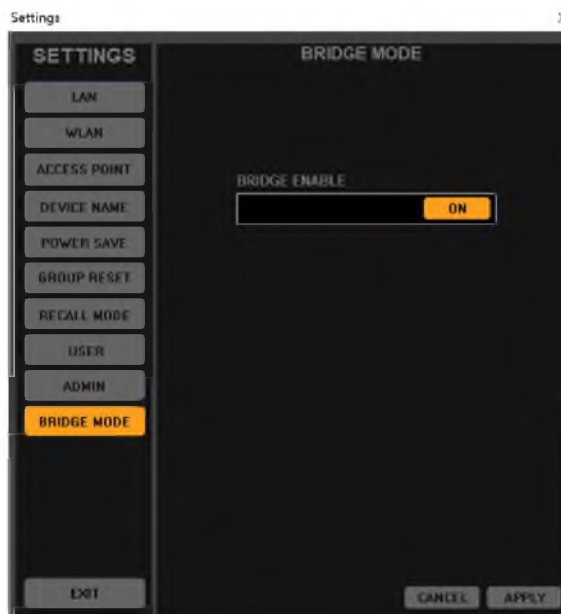 Settings
SETTINGS
LAN
WLAN
ACCESS POINT
DEVICE NAME
POWER SAVE
GROUP RESET
RECALL MODE
USER
ADMIN
BRIDGE MODE
EXIT
BRIDGE MODE
BRIDGE ENABLE
ON
CANCEL
APPLY